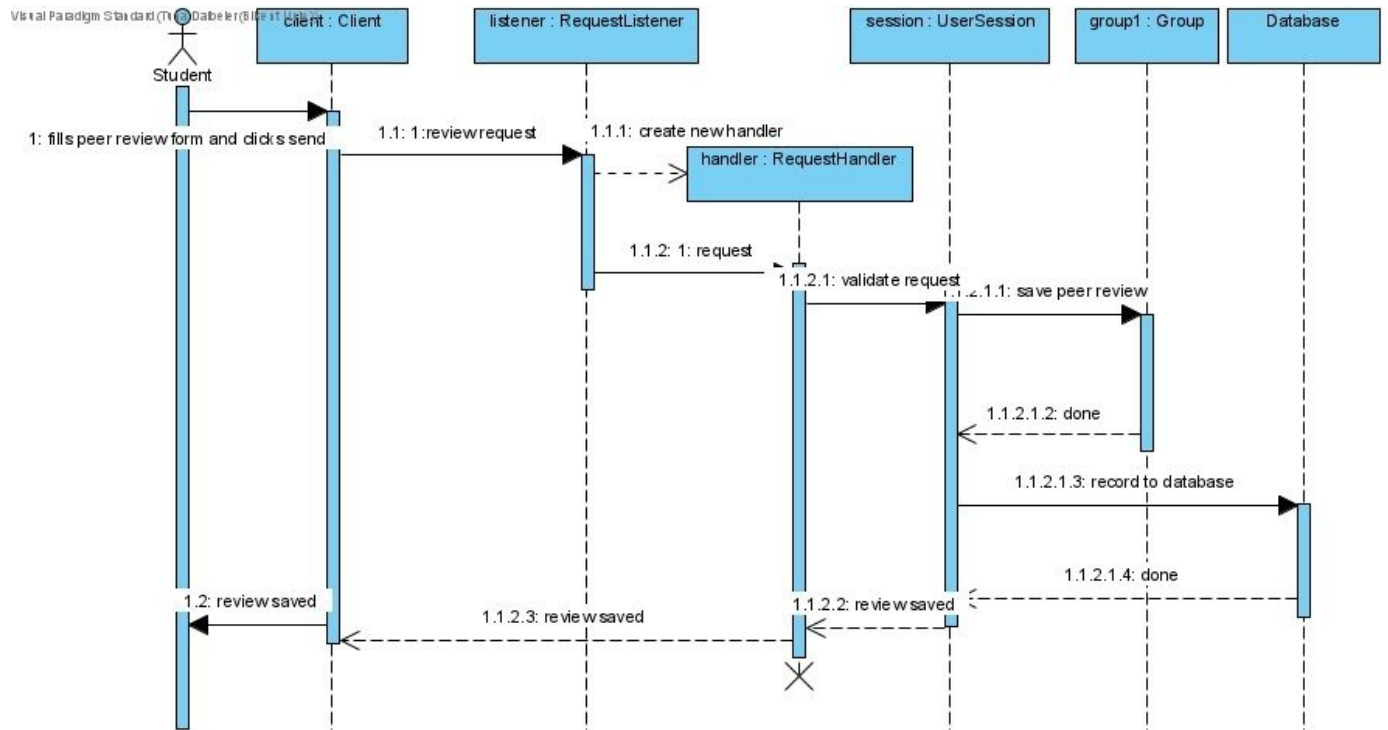 Visual Paradigm Standard
client : Client
listener : RequestListener
session : UserSession
group1 : Group
Database
Student
1: fills peer review form and clicks send
1.1: 1:review request
1.1.1: create new handler
handler : RequestHandler
1.1.2: 1: request
1.1.2.1: validate request
1.1.2.1.1: save peer review
1.1.2.1.2: done
1.1.2.1.3: record to database
1.1.2.1.4: done
1.2: review saved
1.1.2.2: review saved
1.1.2.3: review saved